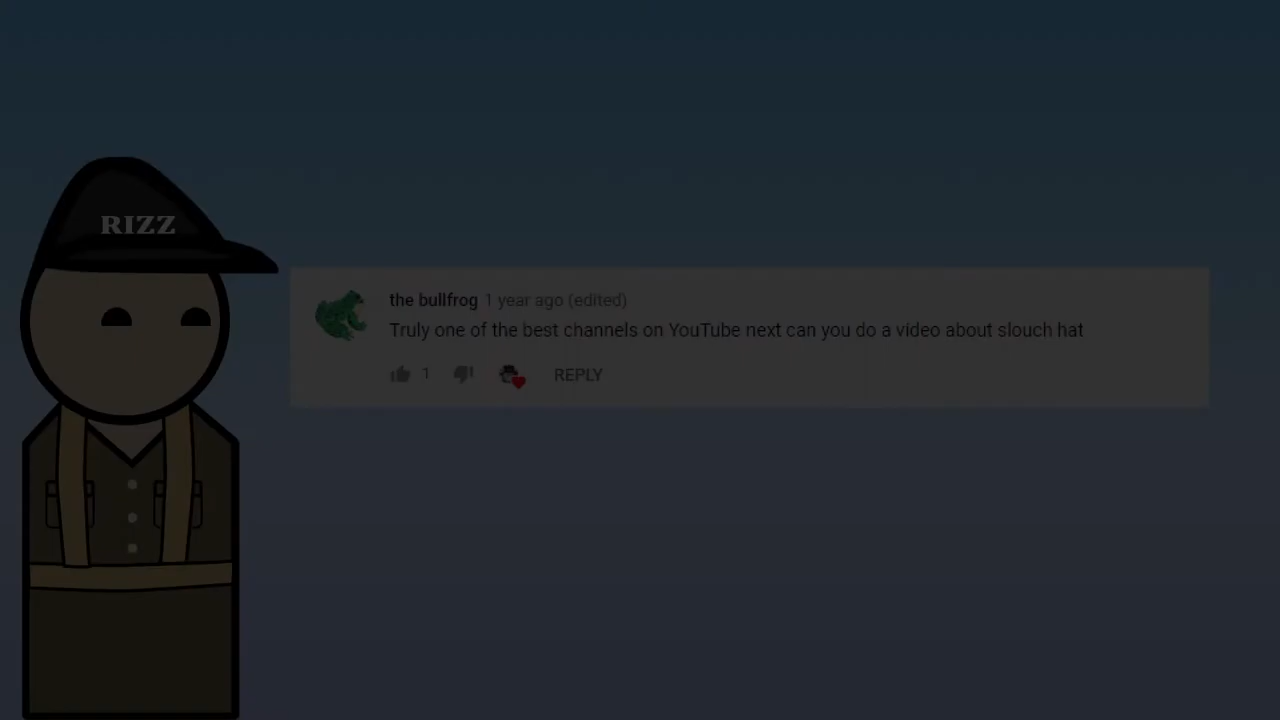 RIZZ
the bullfrog 1 year ago (edited)
Truly one of the best channels on YouTube next can you do a video about slouch hat
1
REPLY